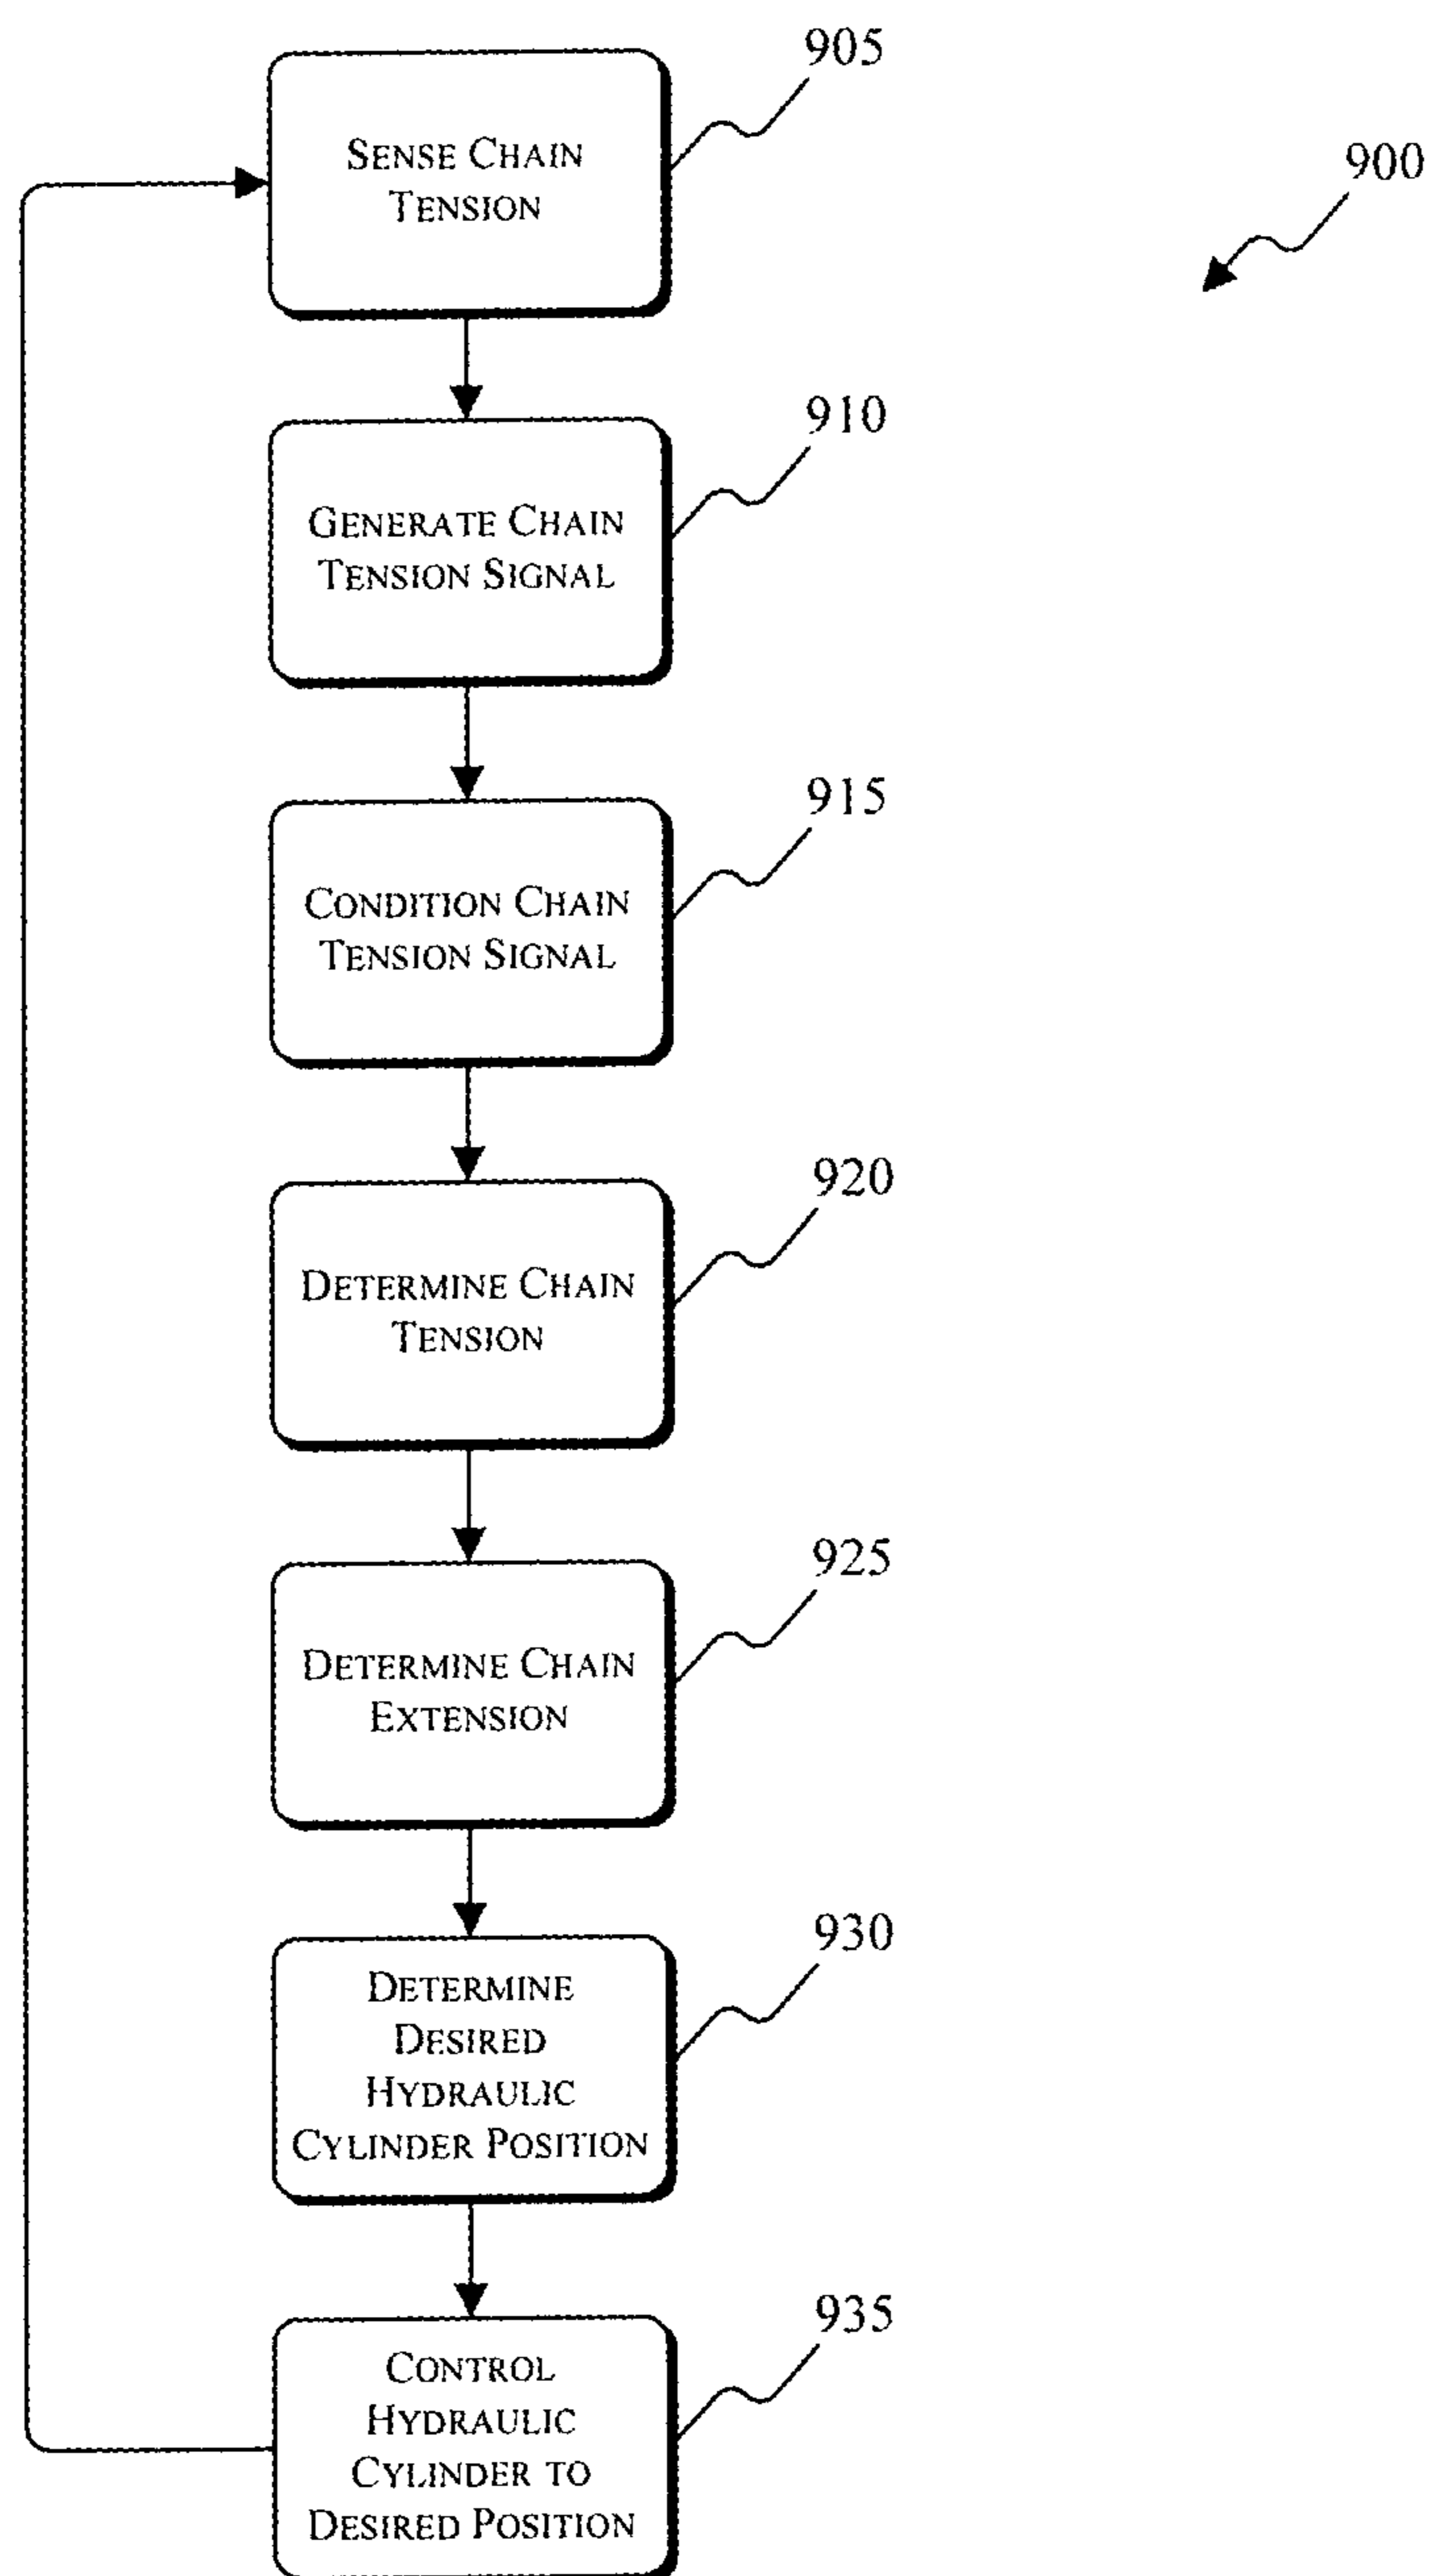 905
SENSE CHAIN
TENSION
900
910
GENERATE CHAIN
TENSION SIGNAL
915
CONDITION CHAIN
TENSION SIGNAL
920
DETERMINE CHAIN
TENSION
925
DETERMINE CHAIN
EXTENSION
930
DETERMINE
DESIRED
HYDRAULIC
CYLINDER POSITION
935
CONTROL
HYDRAULIC
CYLINDER TO
DESIRED POSITION